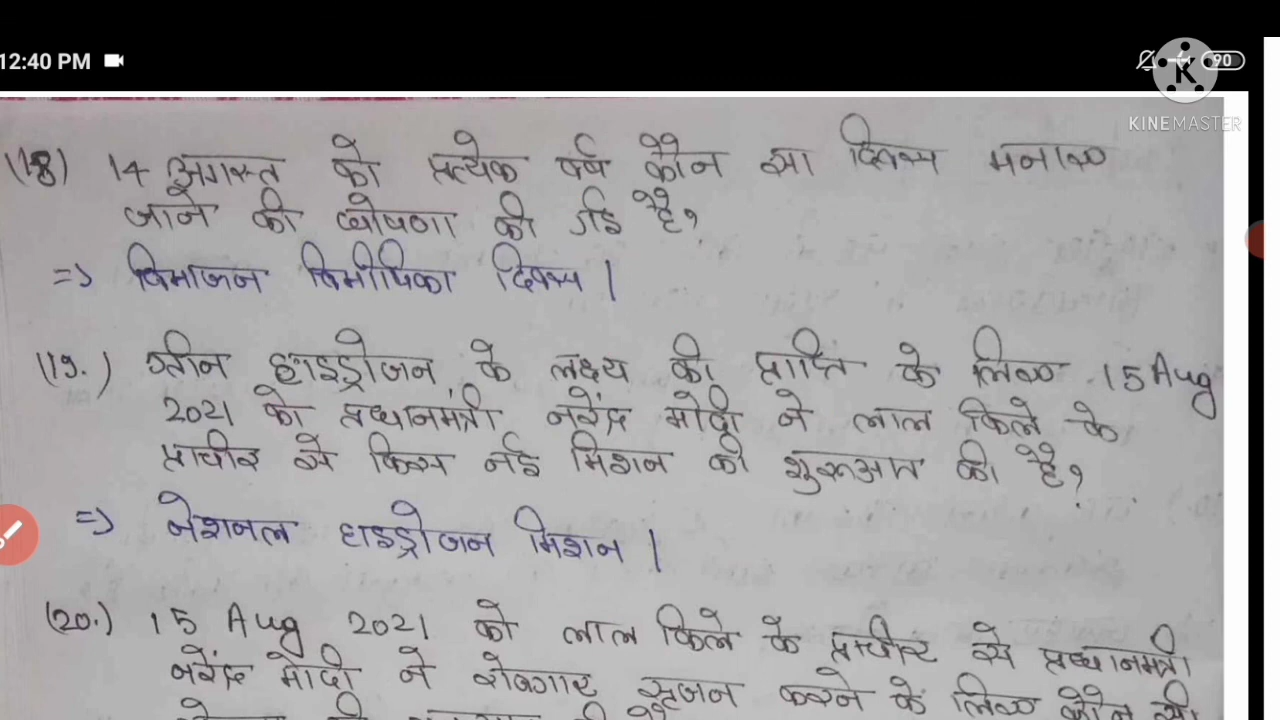 12:40 PM
90
K
KINEMASTER
(18) 14 अगस्त को प्रत्येक वर्ष कौन सा दिवस मनाए
जाने की घोषणा की गई है?
=> विभाजन विभीषिका दिवस।
(19.) ग्रीन हाइड्रोजन के लक्ष्य की प्राप्ति के लिए 15 Aug
2021 को प्रधानमंत्री नरेंद्र मोदी ने लाल किले के
प्राचीर से किस नई मिशन की शुरूआत की है?
=> नेशनल हाइड्रोजन मिशन।
(20.) 15 Aug 2021 को लाल किले के प्राचीर से प्रधानमंत्री
नरेंद्र मोदी ने रोजगार सृजन करने के लिए कौन सी